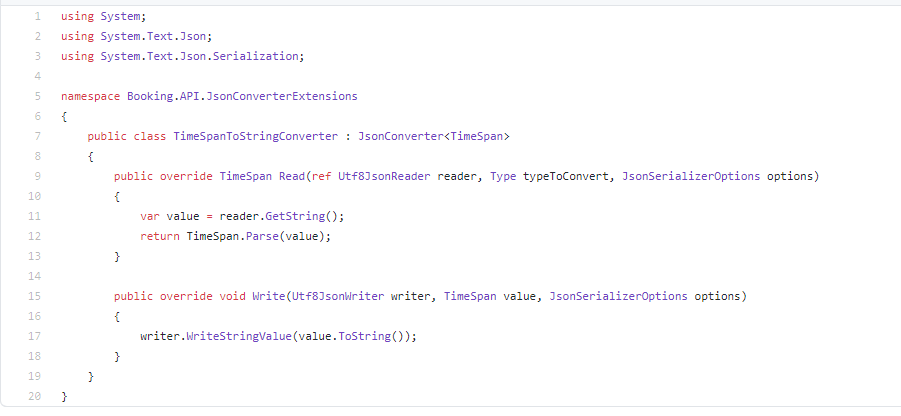 1 using System;
2 using System.Text.Json;
3 using System.Text.Json.Serialization;
4
5 namespace Booking.API.JsonConverterExtensions
6 {
7     public class TimeSpanToStringConverter : JsonConverter<TimeSpan>
8     {
9         public override TimeSpan Read(ref Utf8JsonReader reader, Type typeToConvert, JsonSerializerOptions options)
10         {
11             var value = reader.GetString();
12             return TimeSpan.Parse(value);
13         }
14
15         public override void Write(Utf8JsonWriter writer, TimeSpan value, JsonSerializerOptions options)
16         {
17             writer.WriteStringValue(value.ToString());
18         }
19     }
20 }